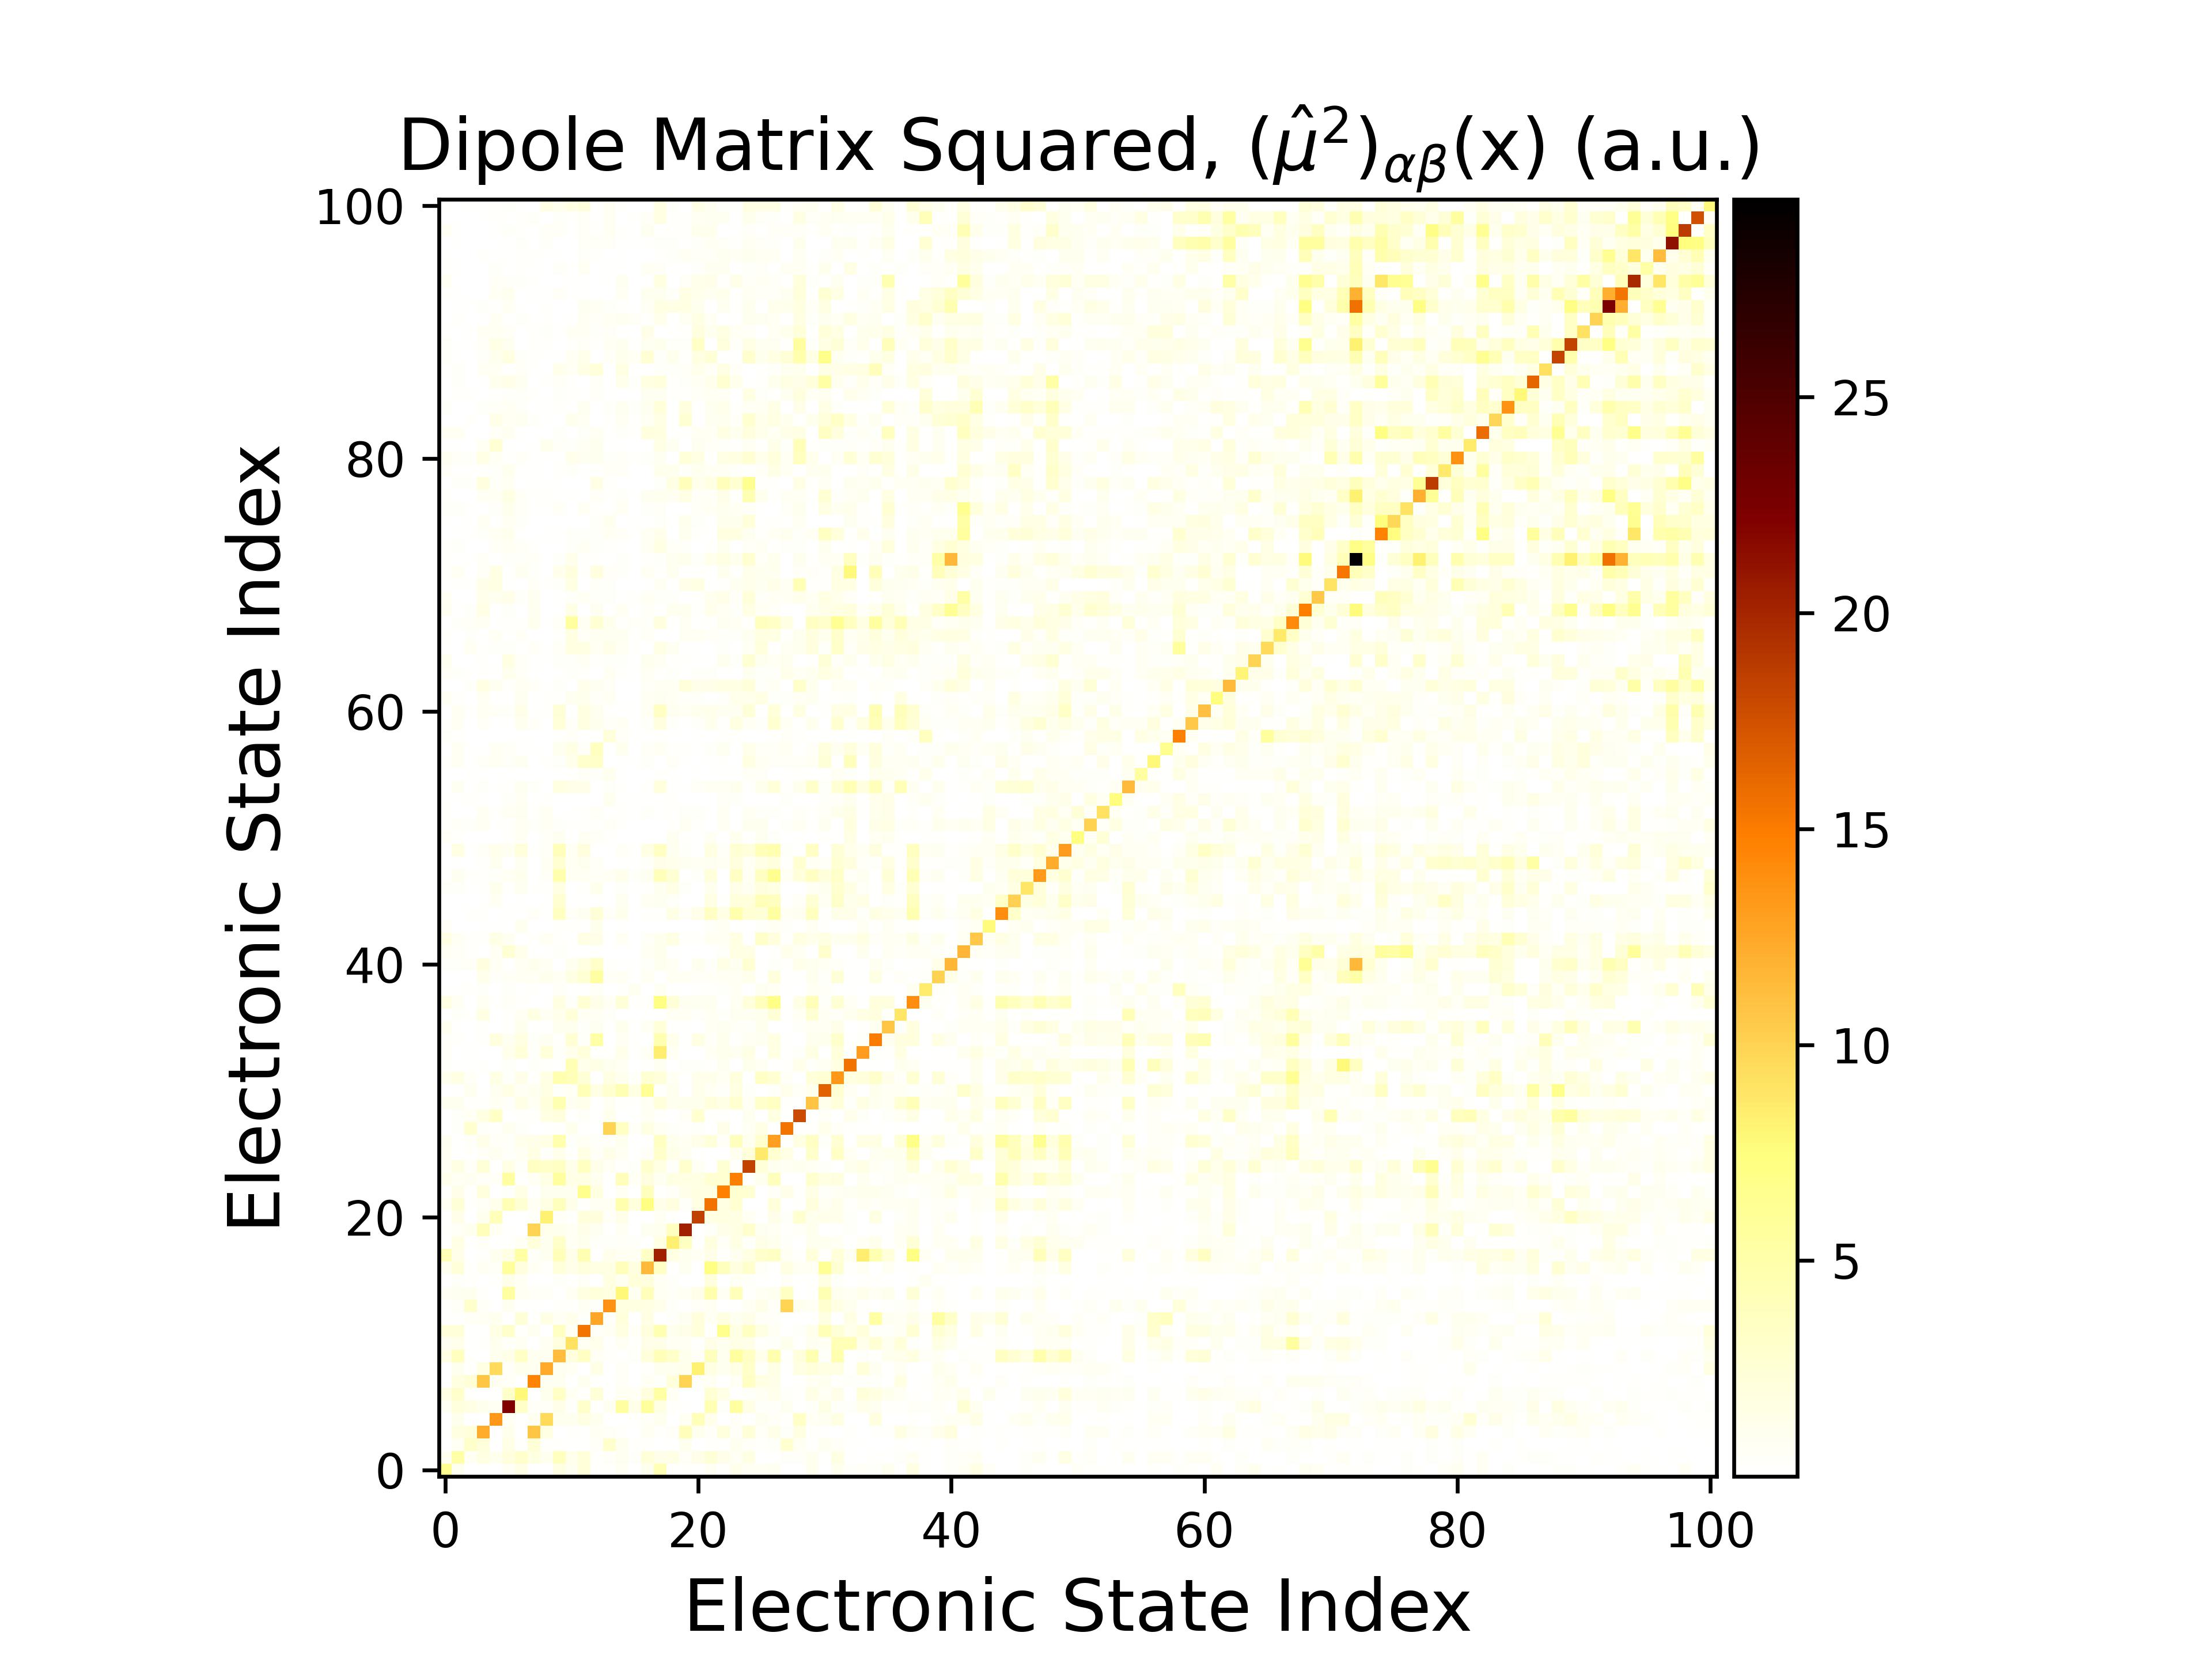 Dipole Matrix Squared, (μ̂²)αβ(x) (a.u.)
100
80
60
40
20
0
Electronic State Index
0 20 40 60 80 100
Electronic State Index
25
20
15
10
5